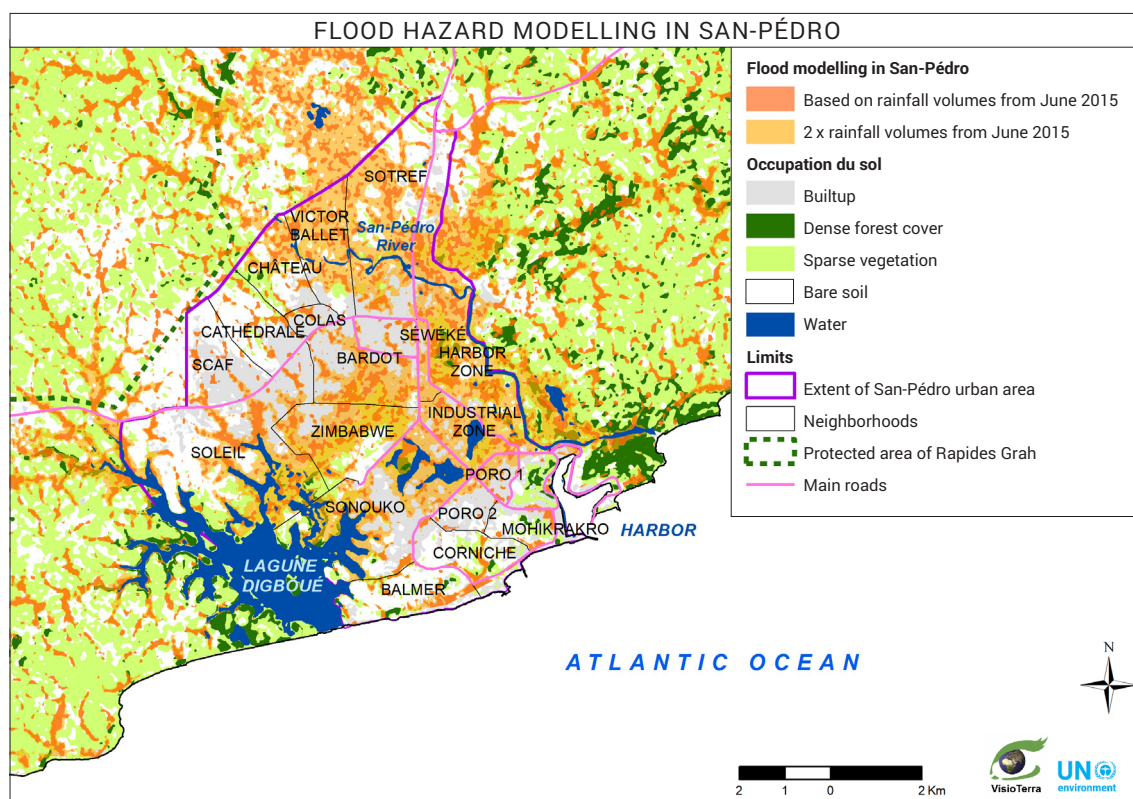 FLOOD HAZARD MODELLING IN SAN-PÉDRO
Flood modelling in San-Pédro
Based on rainfall volumes from June 2015
2 x rainfall volumes from June 2015
Occupation du sol
Builtup
Dense forest cover
Sparse vegetation
Bare soil
Water
Limits
Extent of San-Pédro urban area
Neighborhoods
Protected area of Rapides Grah
Main roads
SOTREF
VICTOR
BALLET
San-Pédro
River
CHÂTEAU
COLAS
CATHÉDRALE
SÉWÉKÉ
BARDOT
HARBOR
ZONE
SCAF
INDUSTRIAL
ZONE
ZIMBABWE
SOLEIL
PORO 1
SONOUKO
PORO 2
MOHIKRAKRO
HARBOR
CORNICHE
LAGUNE
DIGBOUÉ
BALMER
ATLANTIC OCEAN
N
2 1 0 2 Km
VisioTerra
UN
environment